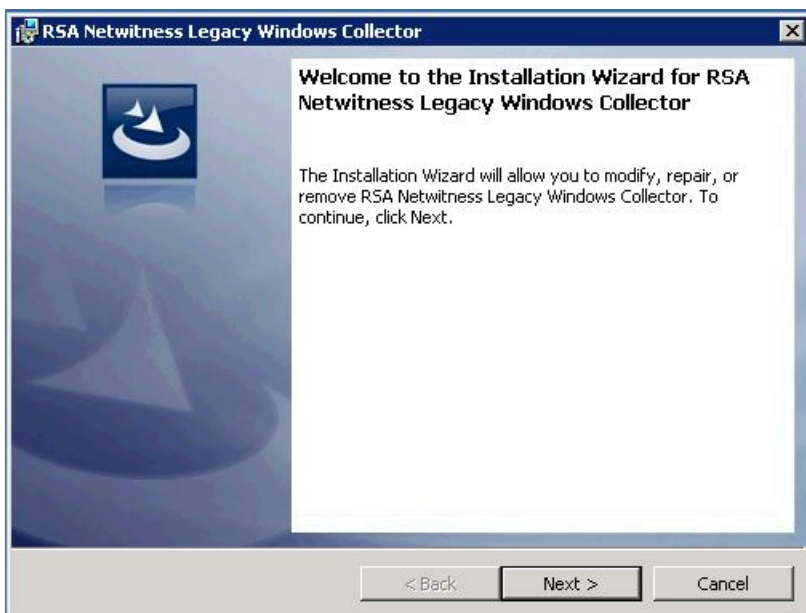 RSA Netwitness Legacy Windows Collector
Welcome to the Installation Wizard for RSA
Netwitness Legacy Windows Collector
The Installation Wizard will allow you to modify, repair, or
remove RSA Netwitness Legacy Windows Collector. To
continue, click Next.
< Back
Next >
Cancel